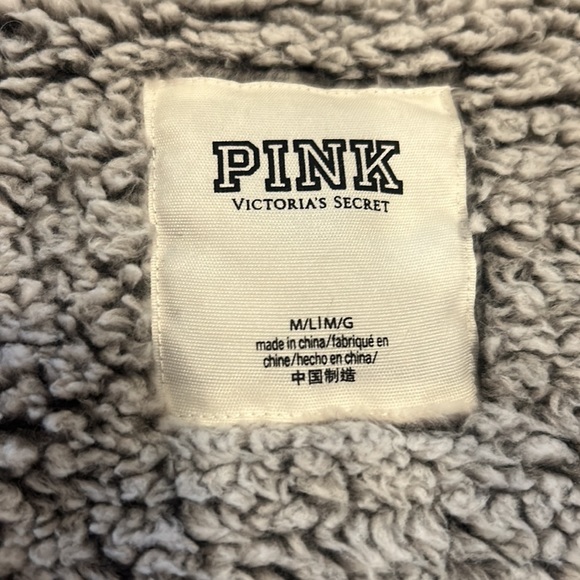 PINK
VICTORIA'S SECRET
M/L|M/G
made in china/fabriqué en
chine/hecho en china/
中国制造